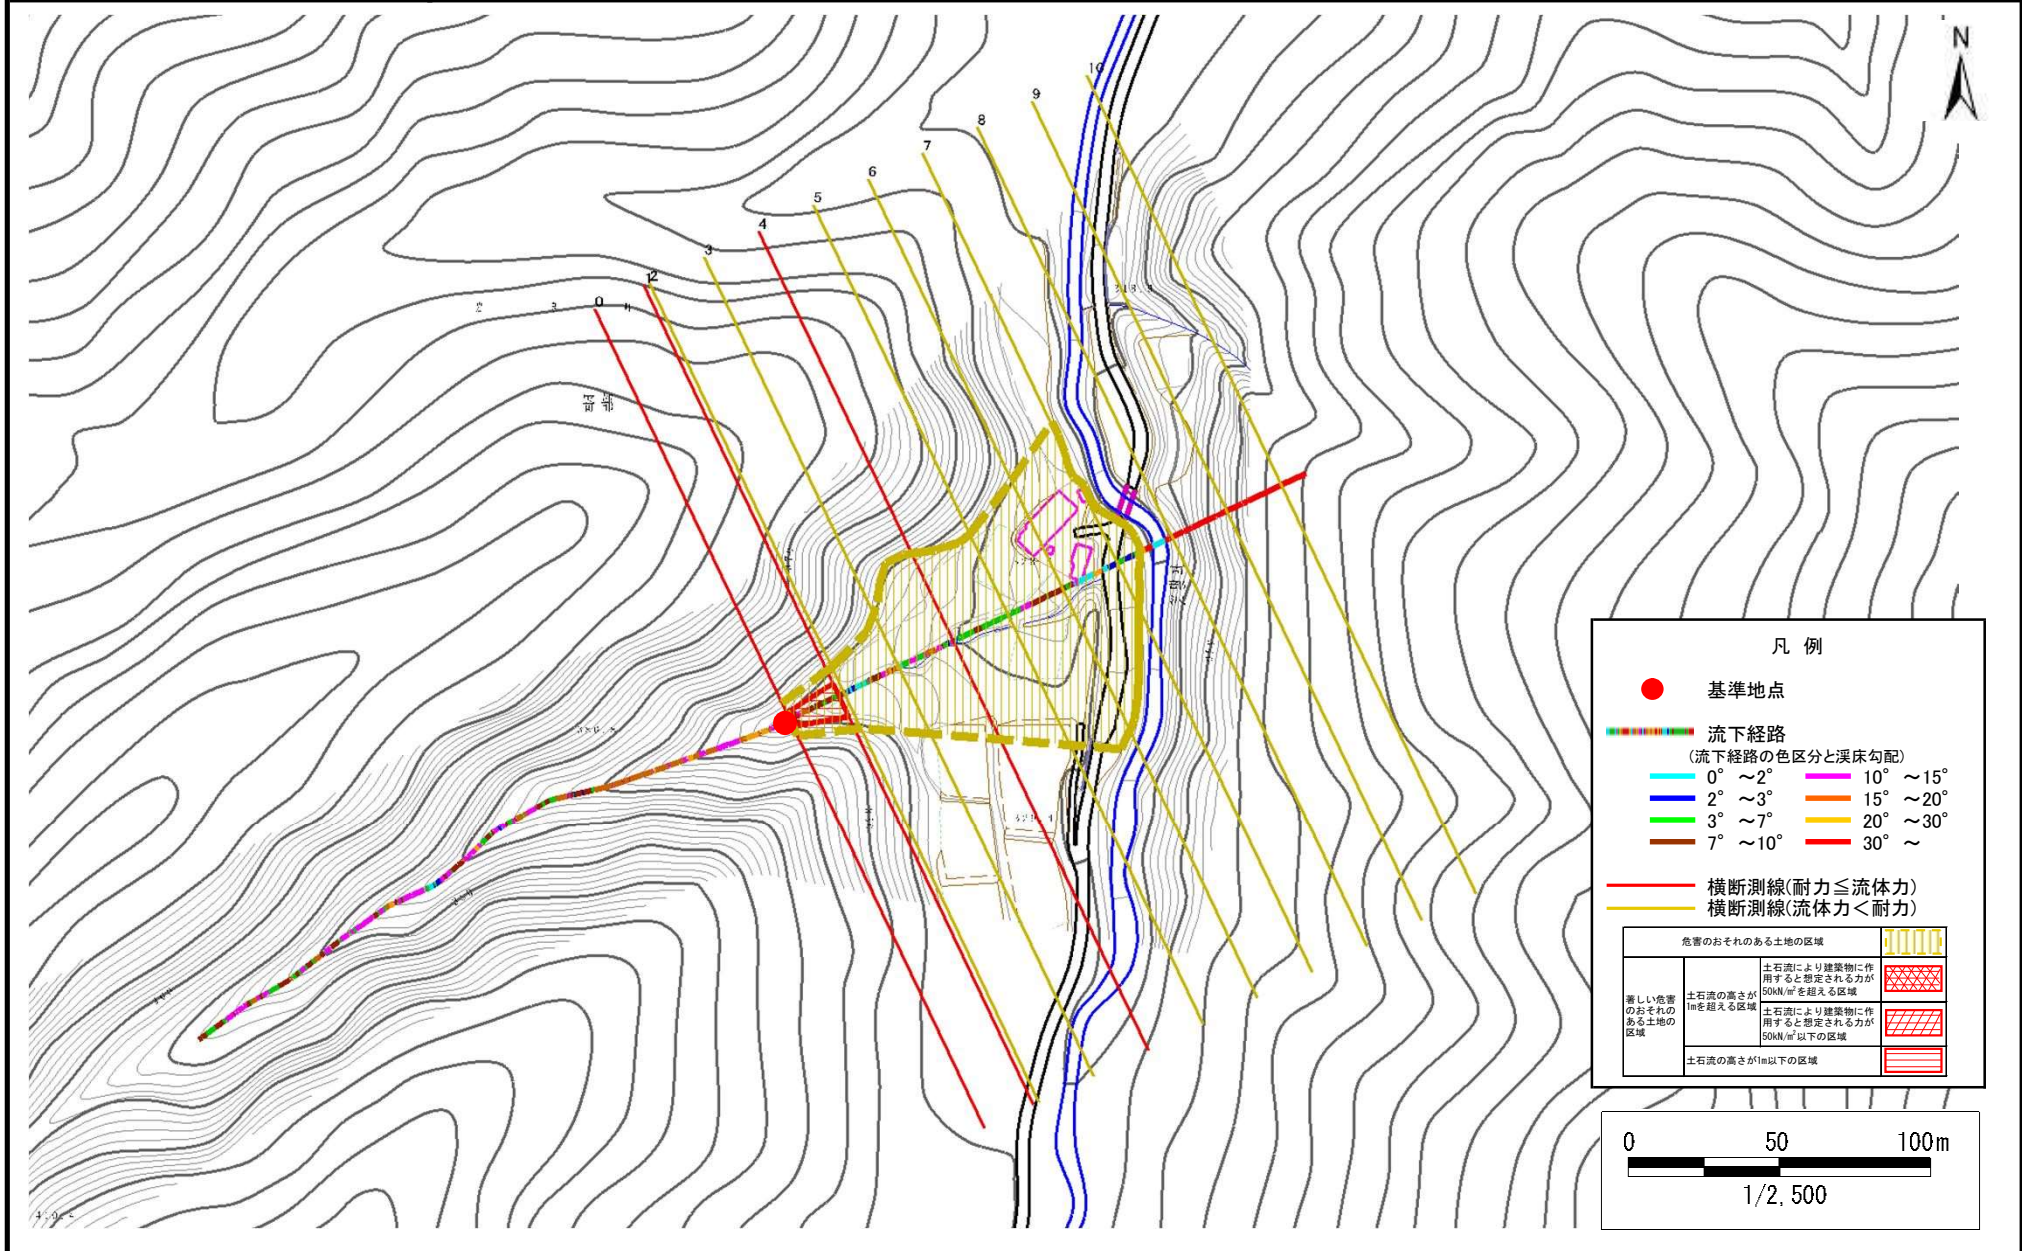 N
10
9
8
7
6
5
4
3
2
1
0
凡 例
基準地点
流下経路
(流下経路の色区分と渓床勾配)
0° ～2°
10° ～15°
2° ～3°
15° ～20°
3° ～7°
20° ～30°
7° ～10°
30° ～
横断測線(耐力≦流体力)
横断測線(流体力＜耐力)
危害のおそれのある土地の区域
著しい危害
のおそれの
ある土地の
区域
土石流の高さが
1mを超える区域
土石流により建築物に作
用すると想定される力が
50kN/m²を超える区域
土石流により建築物に作
用すると想定される力が
50kN/m²以下の区域
土石流の高さが1m以下の区域
0 50 100m
1/2,500